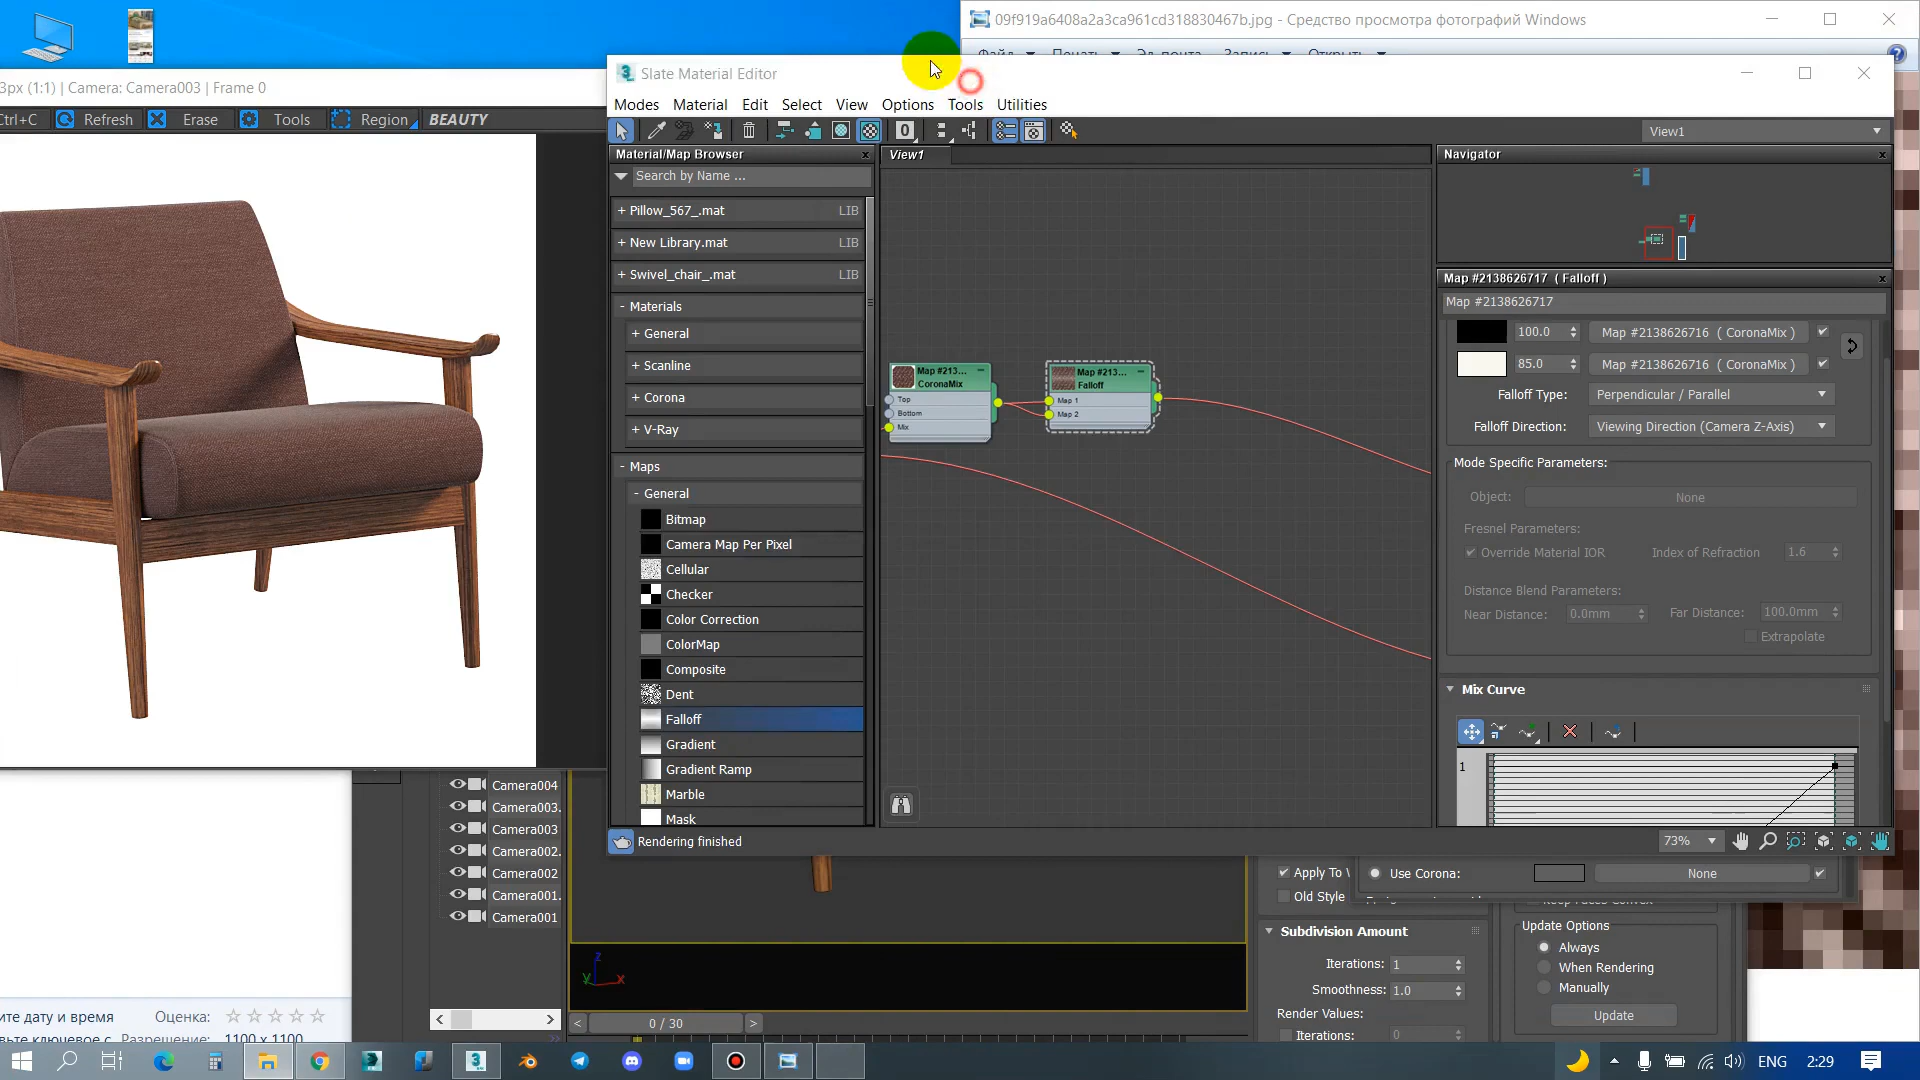 09f919a6408a2a3ca961cd318830467b.jpg - Средство просмотра фотографий Windows
Файл Печать Эл. почта Запись Открыть
Slate Material Editor
3px (1:1) | Camera: Camera003 | Frame 0
Modes Material Edit Select View Options Tools Utilities
Ctrl+C Refresh Erase Tools Region BEAUTY
0
View1
Material/Map Browser
View1
Navigator
Search by Name ...
+ Pillow_567_.mat LIB
+ New Library.mat LIB
+ Swivel_chair_.mat LIB
- Materials
+ General
+ Scanline
+ Corona
+ V-Ray
- Maps
- General
Bitmap
Camera Map Per Pixel
Cellular
Checker
Color Correction
ColorMap
Composite
Dent
Falloff
Gradient
Gradient Ramp
Marble
Mask
Map #213...
CoronaMix
Top
Bottom
Mix
Map #213...
Falloff
Map 1
Map 2
Map #2138626717 ( Falloff )
Map #2138626717
100.0 Map #2138626716 ( CoronaMix )
85.0 Map #2138626716 ( CoronaMix )
Falloff Type: Perpendicular / Parallel
Falloff Direction: Viewing Direction (Camera Z-Axis)
Mode Specific Parameters:
Object: None
Fresnel Parameters:
Override Material IOR Index of Refraction 1.6
Distance Blend Parameters:
Near Distance: 0.0mm Far Distance: 100.0mm
Extrapolate
Mix Curve
1
Rendering finished
73%
Camera004
Camera003.
Camera003
Camera002.
Camera002
Camera001.
Camera001
Apply To
Old Style
Use Corona: None
Subdivision Amount
Iterations: 1
Smoothness: 1.0
Render Values:
Iterations: 0
Keep Faces Convex
Update Options
Always
When Rendering
Manually
Update
z
y
x
< 0 / 30 >
ите дату и время Оценка:
вьте ключевое с Разрешение: 1100 x 1100
ENG 2:29